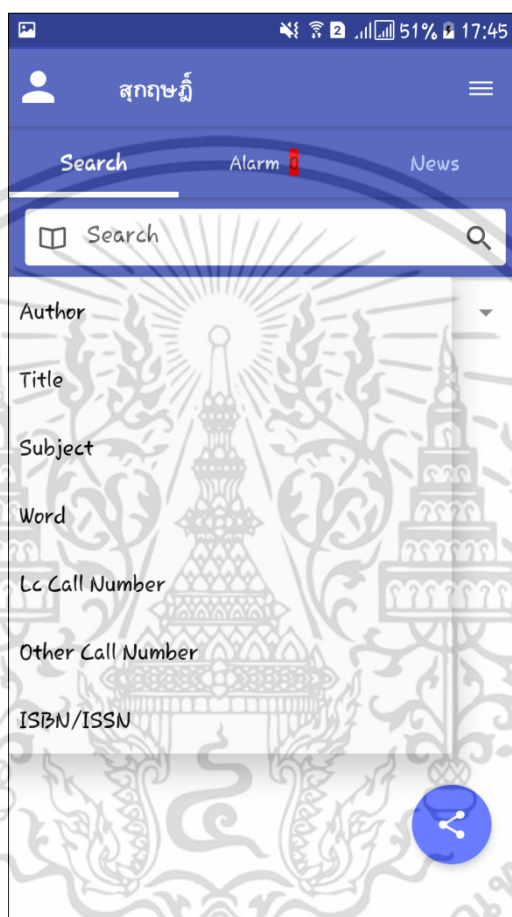 2 51% 17:45
สุกฤษฎิ์
Search Alarm 0 News
Search
Author
Title
Subject
Word
Lc Call Number
Other Call Number
ISBN/ISSN